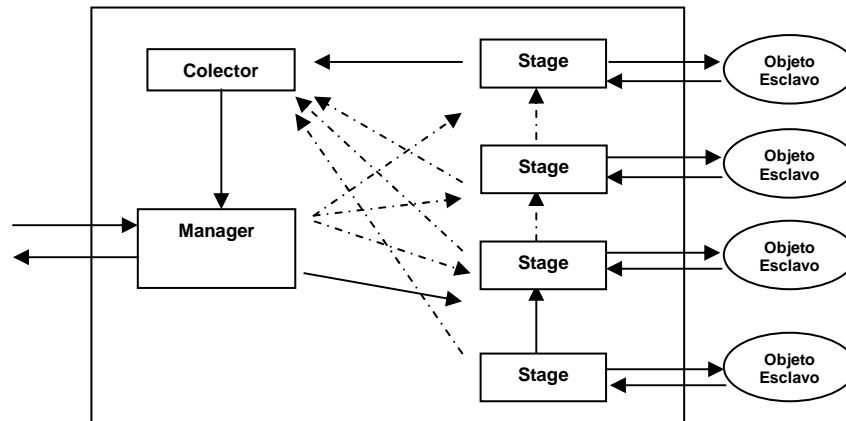 Colector
Stage
Objeto
Esclavo
Stage
Objeto
Esclavo
Manager
Stage
Objeto
Esclavo
Stage
Objeto
Esclavo